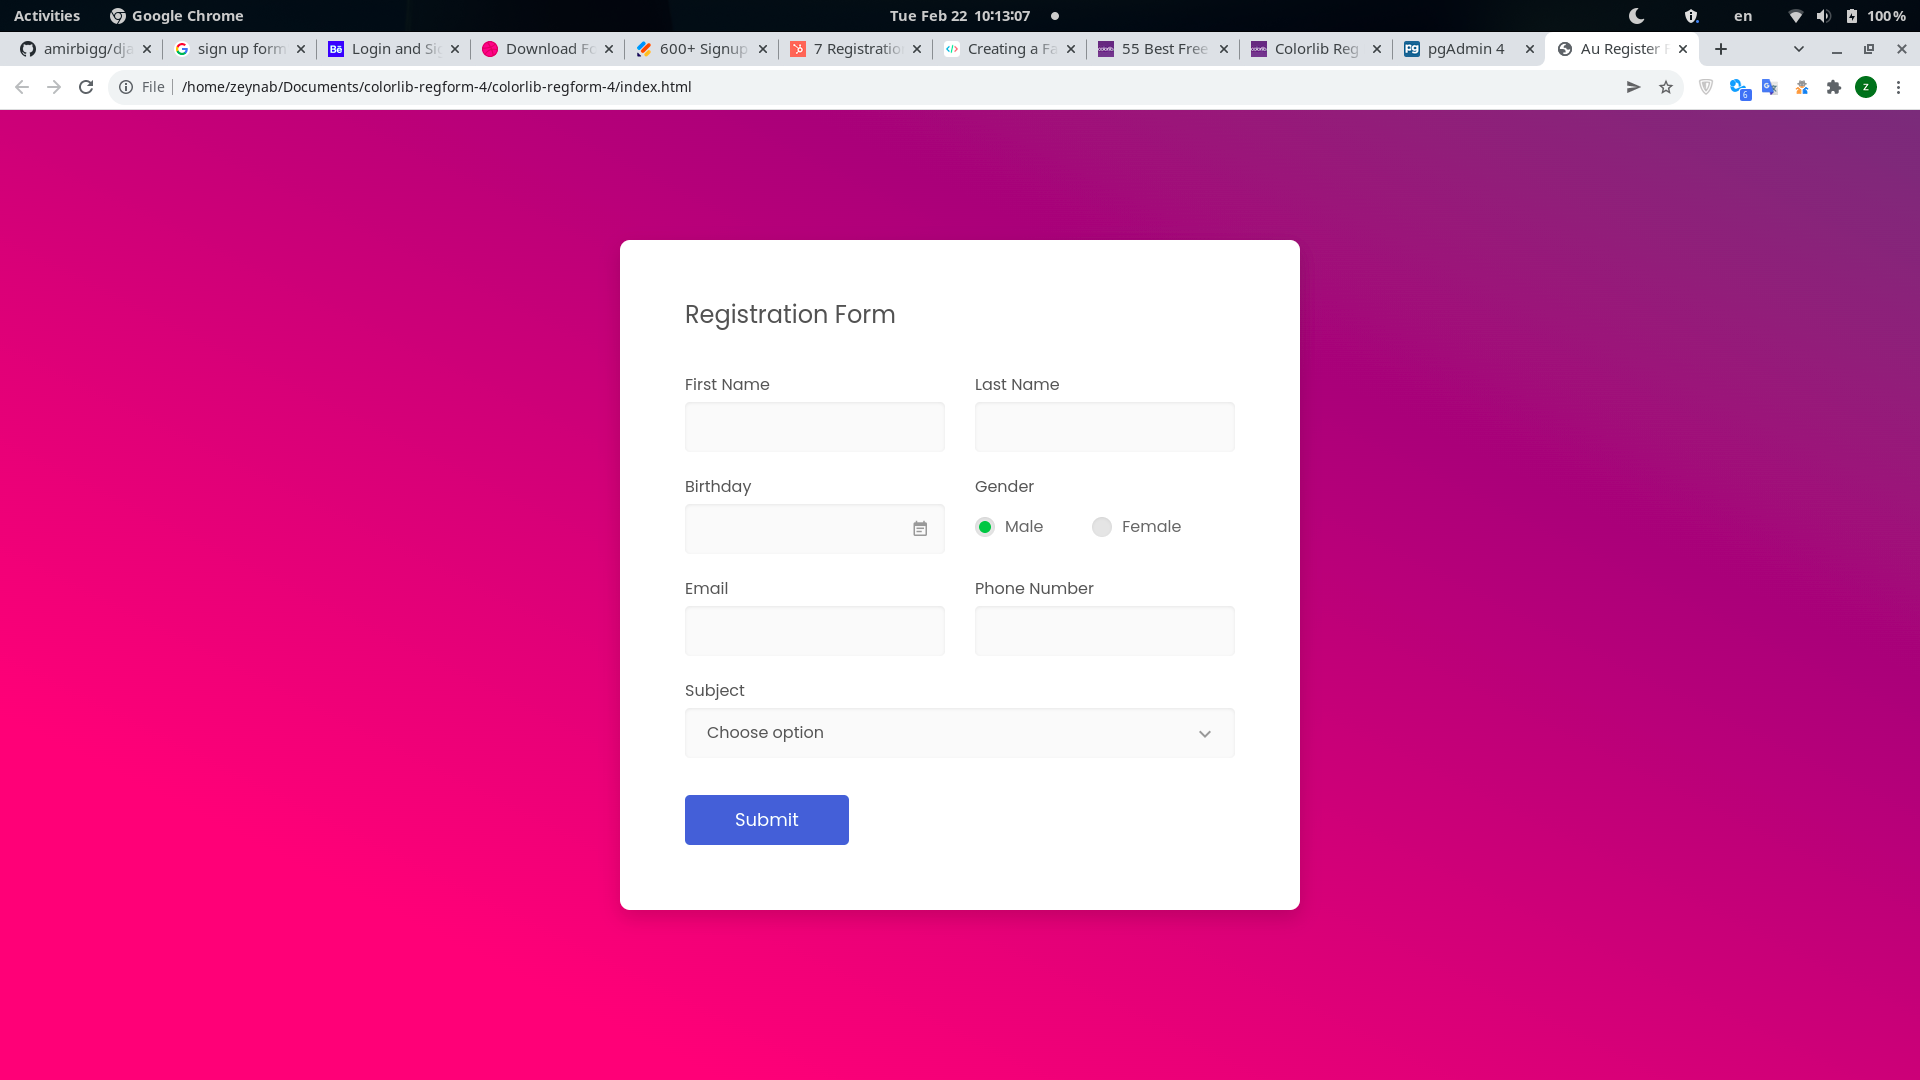 Activities Google Chrome Tue Feb 22 10:13:07 en 100%
amirbigg/dja sign up form Login and Sig Download Fo 600+ Signup 7 Registratio Creating a Fa 55 Best Free Colorlib Reg pgAdmin 4 Au Register F
File /home/zeynab/Documents/colorlib-regform-4/colorlib-regform-4/index.html 6 z
Registration Form
First Name Last Name
Birthday Gender
Male Female
Email Phone Number
Subject
Choose option
Submit